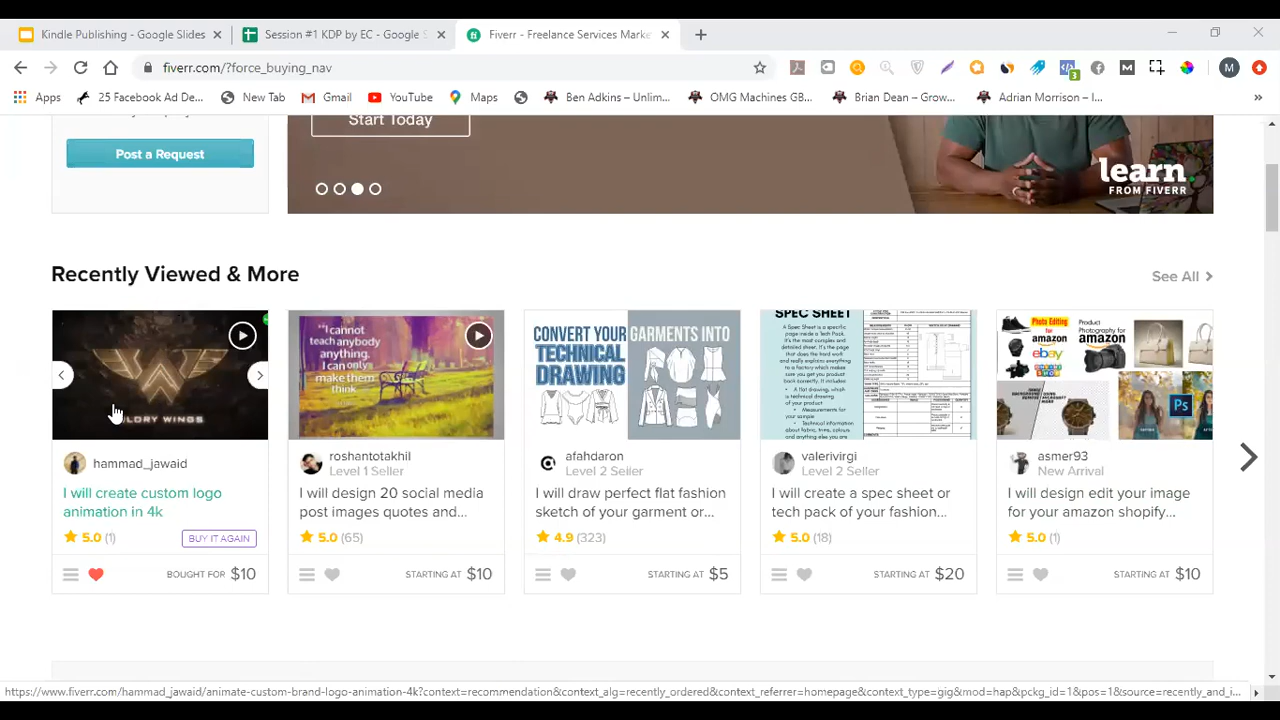 Kindle Publishing - Google Slides
Session #1 KDP by EC - Google S
Fiverr - Freelance Services Marke
fiverr.com/?force_buying_nav
3
M
Apps
25 Facebook Ad De...
New Tab
Gmail
YouTube
Maps
Ben Adkins – Unlim...
OMG Machines GB...
Brian Dean – Grow...
Adrian Morrison – I...
Start Today
Post a Request
learn.
FROM FIVERR
Recently Viewed & More
See All
"I cannot
teach anybody
anything.
I can only
make them
think.
CONVERT YOUR GARMENTS INTO
TECHNICAL
DRAWING
SPEC SHEET
Photo Editing
for
amazon
ebay
Product
Photography for
amazon
Ps
hammad_jawaid
I will create custom logo
animation in 4k
5.0 (1)
BUY IT AGAIN
BOUGHT FOR $10
roshantotakhil
Level 1 Seller
I will design 20 social media
post images quotes and...
5.0 (65)
STARTING AT $10
afahdaron
Level 2 Seller
I will draw perfect flat fashion
sketch of your garment or...
4.9 (323)
STARTING AT $5
valerivirgi
Level 2 Seller
I will create a spec sheet or
tech pack of your fashion...
5.0 (18)
STARTING AT $20
asmer93
New Arrival
I will design edit your image
for your amazon shopify...
5.0 (1)
STARTING AT $10
https://www.fiverr.com/hammad_jawaid/animate-custom-brand-logo-animation-4k?context=recommendation&context_alg=recently_ordered&context_referrer=homepage&context_type=gig&mod=hap&pckg_id=1&pos=1&source=recently_and_i...